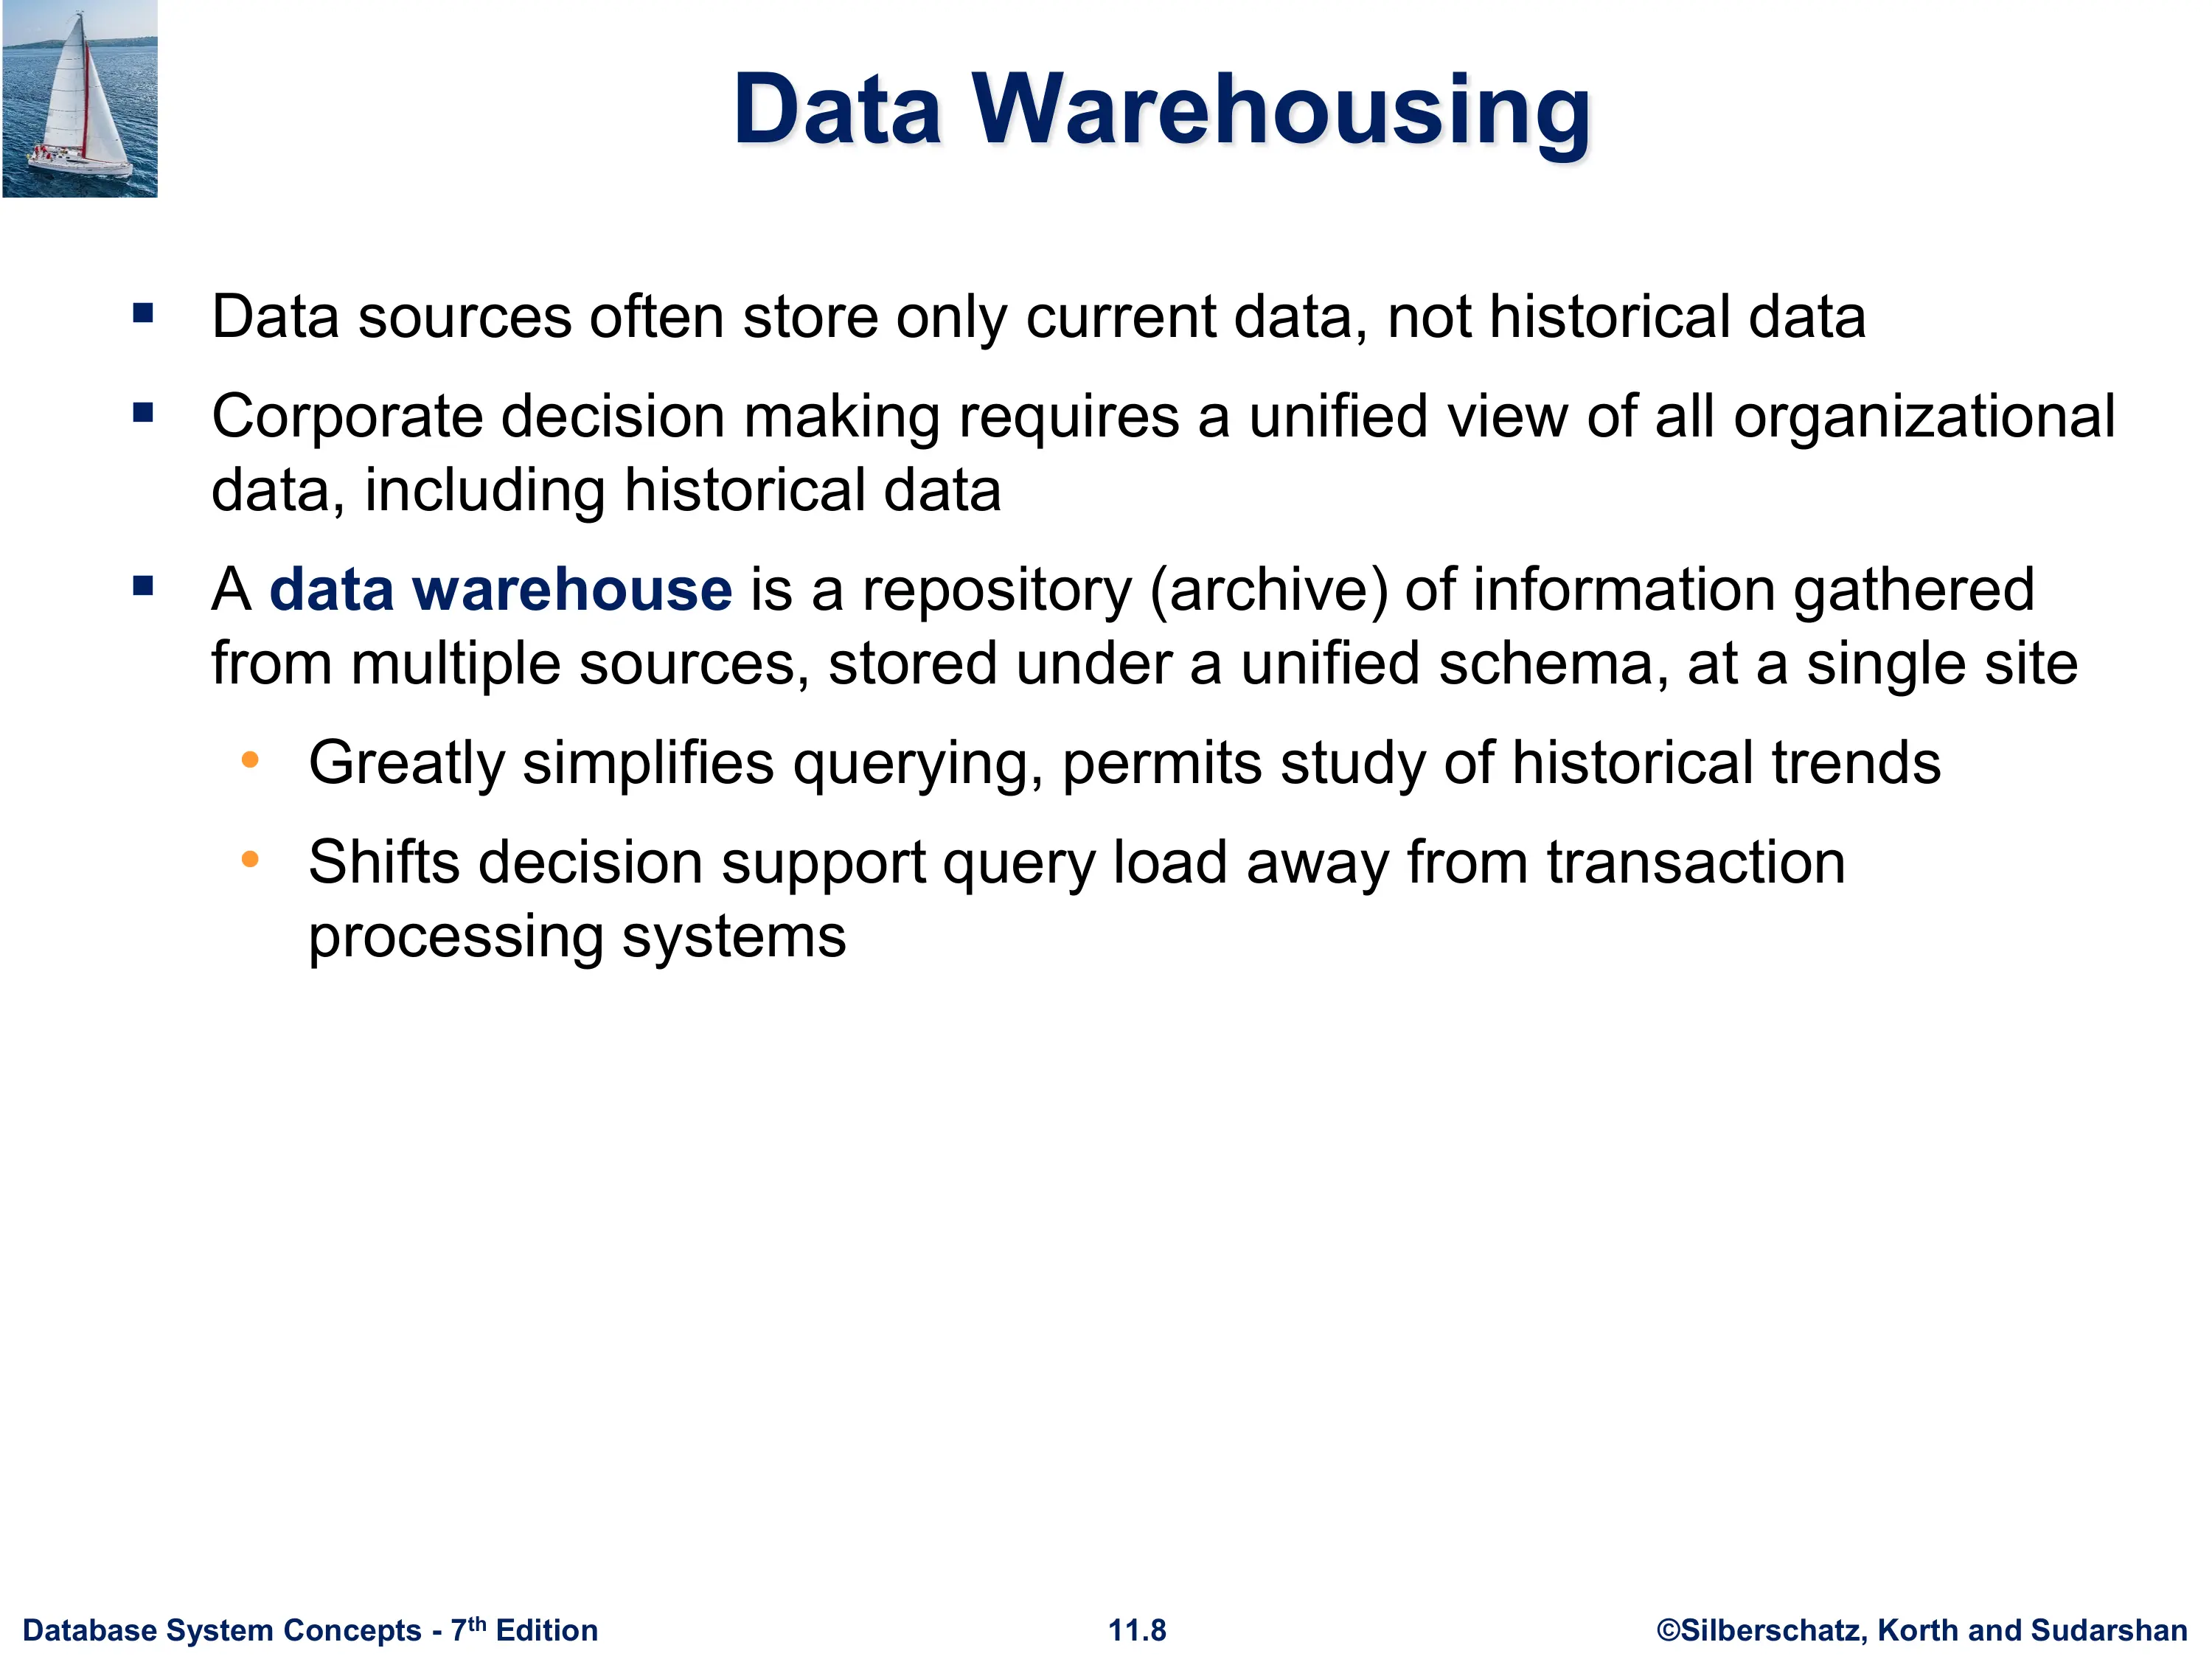 Data Warehousing
▪ Data sources often store only current data, not historical data
▪ Corporate decision making requires a unified view of all organizational
data, including historical data
▪ A data warehouse is a repository (archive) of information gathered
from multiple sources, stored under a unified schema, at a single site
• Greatly simplifies querying, permits study of historical trends
• Shifts decision support query load away from transaction
processing systems
Database System Concepts - 7th Edition
11.8
©Silberschatz, Korth and Sudarshan